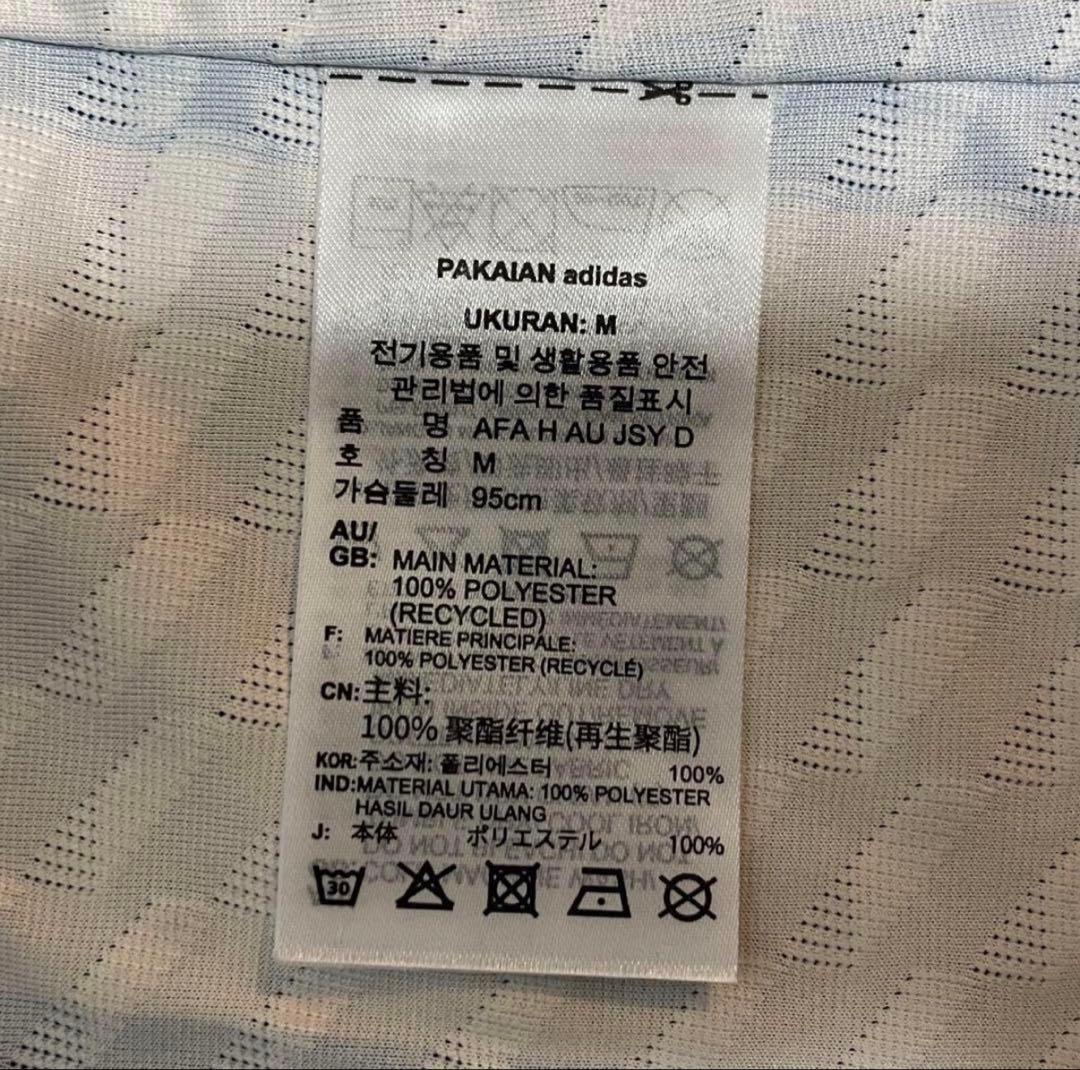 PAKAIAN adidas
UKURAN: M
전기용품 및 생활용품 안전
관리법에 의한 품질표시
품 명 AFA H AU JSY D
호 칭 M
가슴둘레 95cm
AU/
GB: MAIN MATERIAL:
100% POLYESTER
(RECYCLED)
F: MATIERE PRINCIPALE:
100% POLYESTER (RECYCLÉ)
CN: 主料:
100% 聚酯纤维(再生聚酯)
KOR: 주소재: 폴리에스터 100%
IND: MATERIAL UTAMA: 100% POLYESTER
HASIL DAUR ULANG
J: 本体 ポリエステル 100%
30